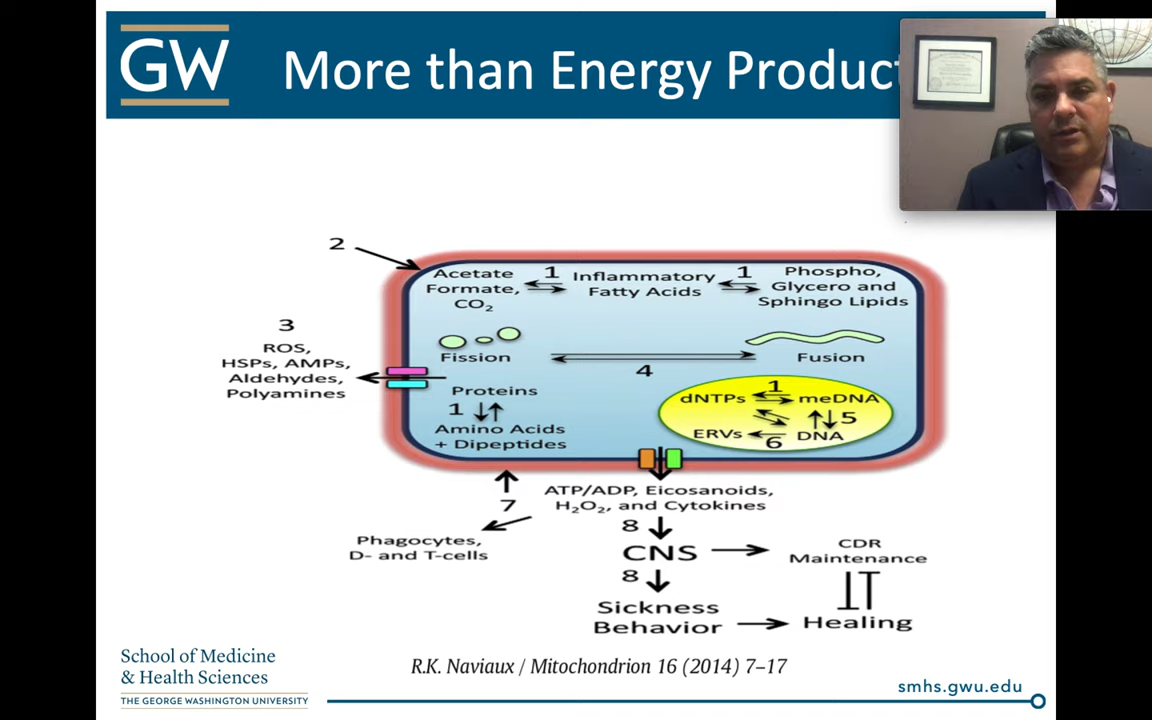 GW
More than Energy Product
2
Acetate
Formate,
CO₂
1
Inflammatory
Fatty Acids
1
Phospho,
Glycero and
Sphingo Lipids
3
ROS,
HSPs, AMPs,
Aldehydes,
Polyamines
Fission
4
Fusion
Proteins
1
Amino Acids
+ Dipeptides
dNTPs
1
meDNA
5
ERVs
6
DNA
7
ATP/ADP, Eicosanoids,
H₂O₂, and Cytokines
Phagocytes,
D- and T-cells
8
CNS
CDR
Maintenance
8
Sickness
Behavior
Healing
R.K. Naviaux / Mitochondrion 16 (2014) 7–17
School of Medicine
& Health Sciences
THE GEORGE WASHINGTON UNIVERSITY
smhs.gwu.edu